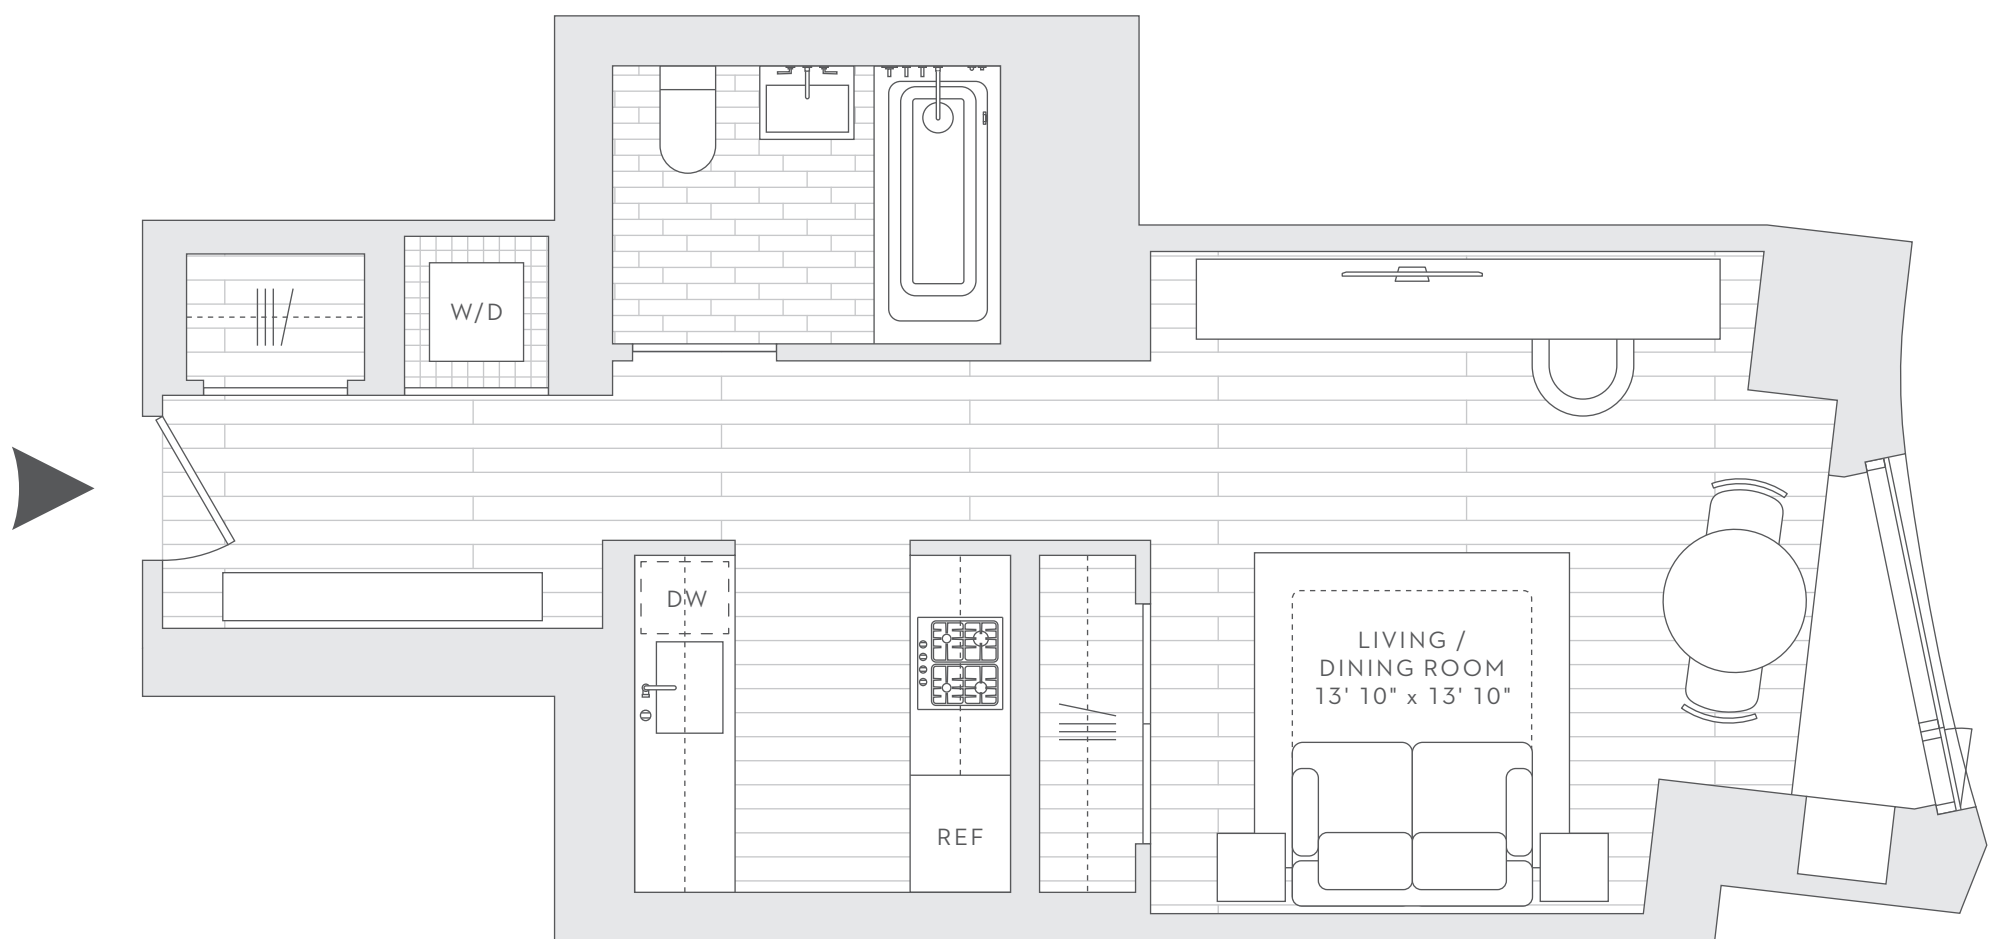 W/D
DW
LIVING /
DINING ROOM
13' 10" x 13' 10"
REF